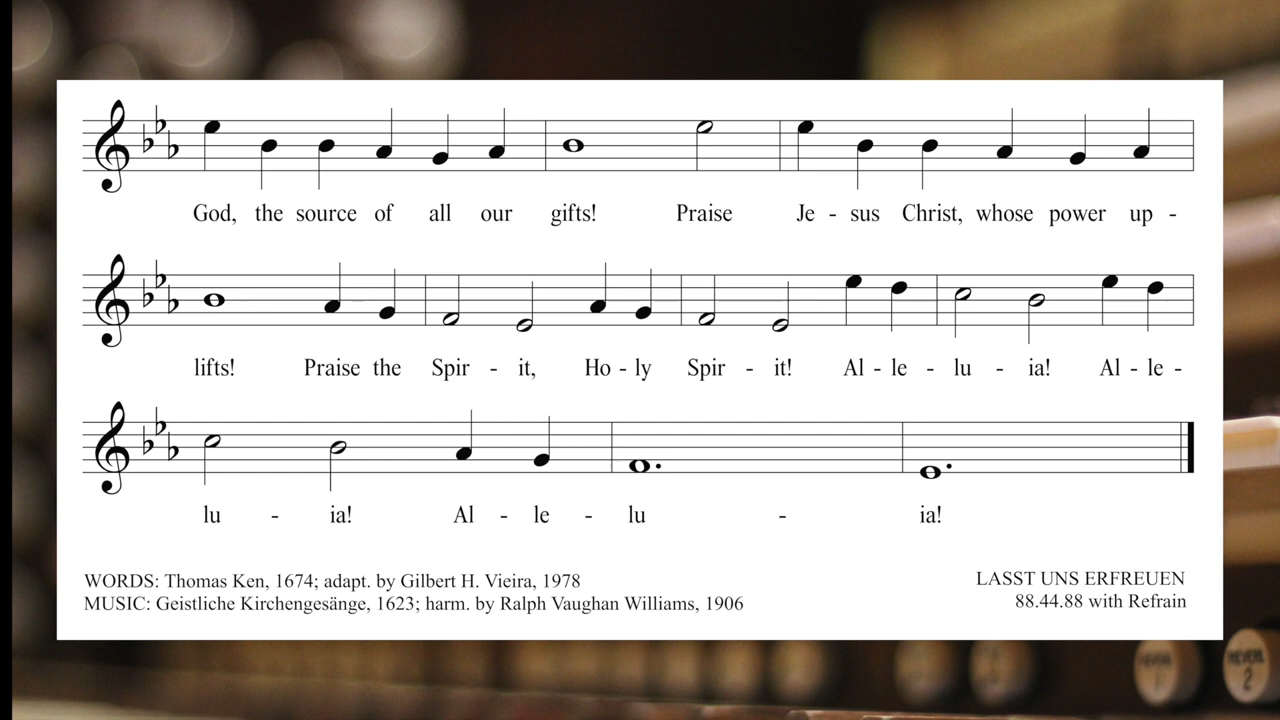 God, the source of all our gifts! Praise Je - sus Christ, whose power up -
lifts! Praise the Spir - it, Ho - ly Spir - it! Al - le - lu - ia! Al - le -
lu - ia! Al - le - lu - ia!
WORDS: Thomas Ken, 1674; adapt. by Gilbert H. Vieira, 1978
MUSIC: Geistliche Kirchengesänge, 1623; harm. by Ralph Vaughan Williams, 1906
LASST UNS ERFREUEN
88.44.88 with Refrain
2